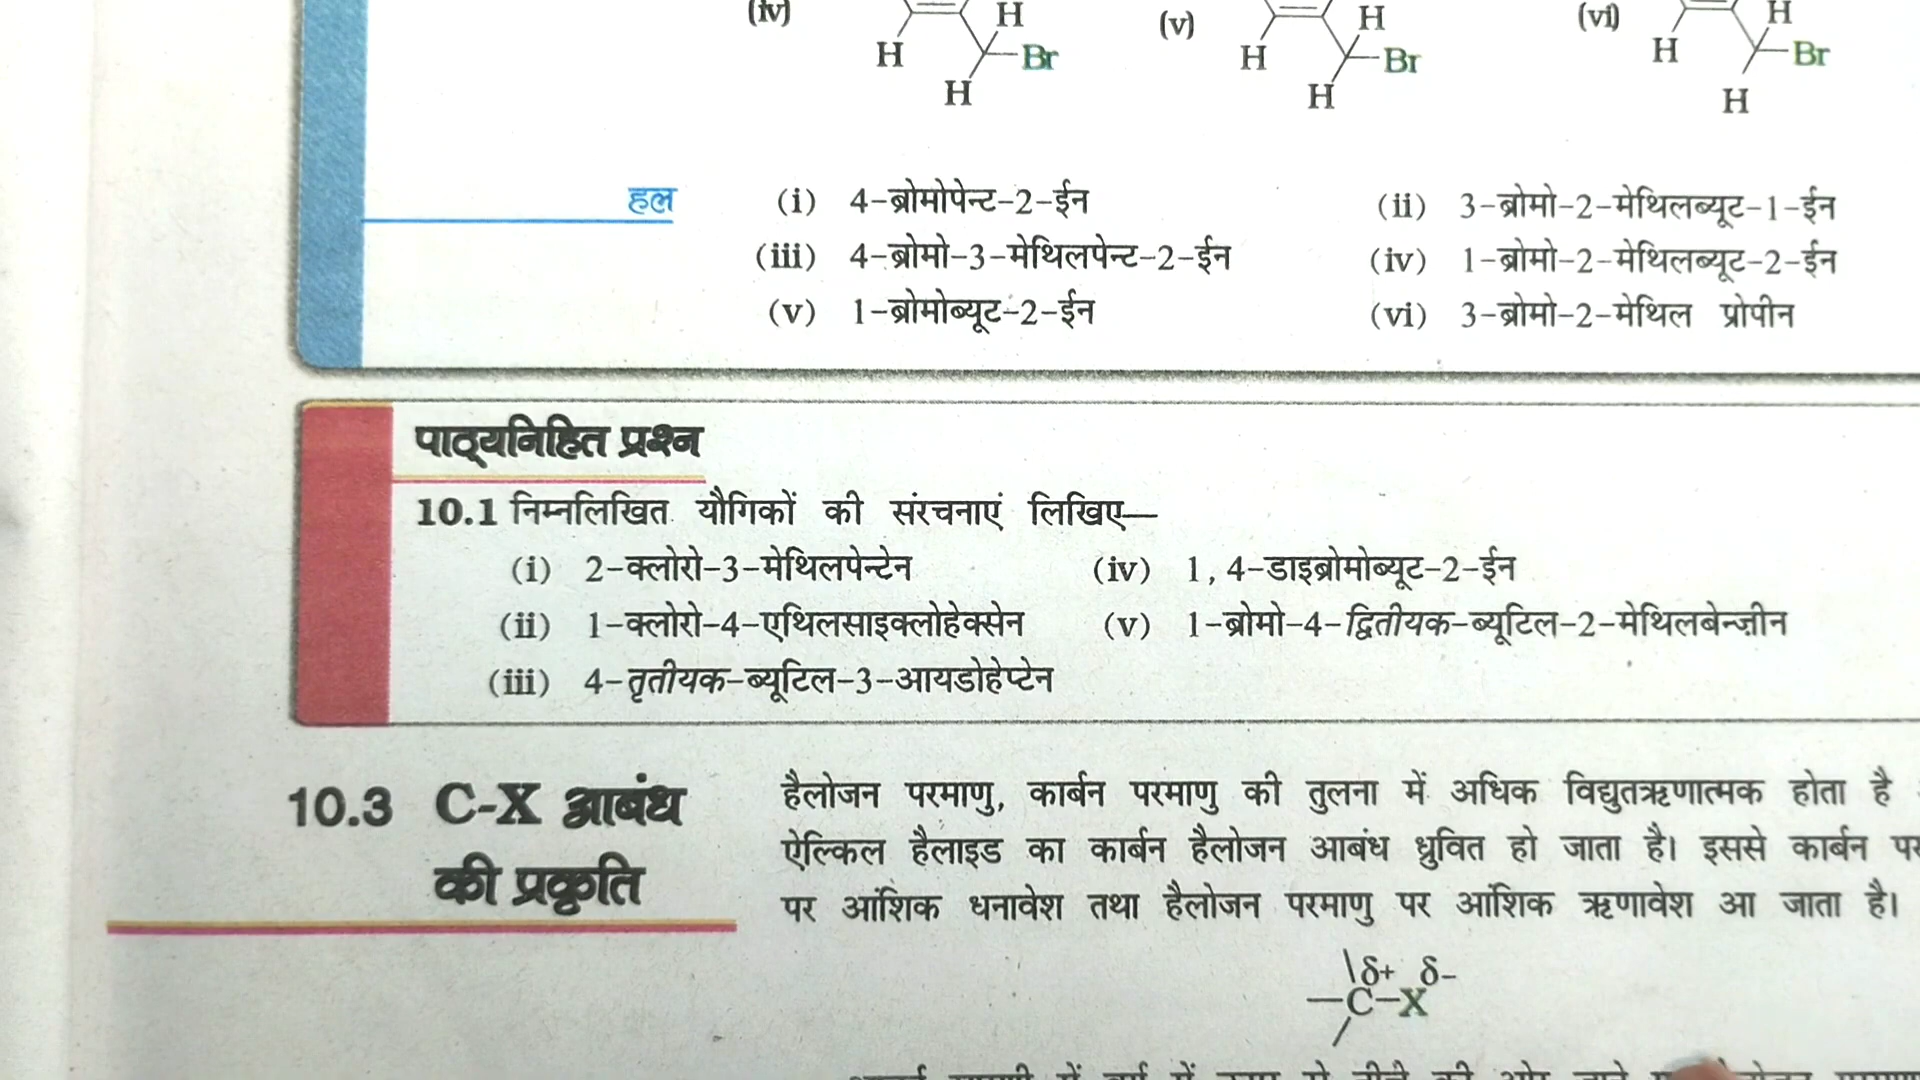 (iv) (v) (vi)
H H H
H Br H Br H Br
H H H
हल (i) 4-ब्रोमोपेन्ट-2-ईन (ii) 3-ब्रोमो-2-मेथिलब्यूट-1-ईन
(iii) 4-ब्रोमो-3-मेथिलपेन्ट-2-ईन (iv) 1-ब्रोमो-2-मेथिलब्यूट-2-ईन
(v) 1-ब्रोमोब्यूट-2-ईन (vi) 3-ब्रोमो-2-मेथिल प्रोपीन
पाठ्यनिहित प्रश्न
10.1 निम्नलिखित यौगिकों की संरचनाएं लिखिए—
(i) 2-क्लोरो-3-मेथिलपेन्टेन (iv) 1, 4-डाइब्रोमोब्यूट-2-ईन
(ii) 1-क्लोरो-4-एथिलसाइक्लोहेक्सेन (v) 1-ब्रोमो-4-द्वितीयक-ब्यूटिल-2-मेथिलबेन्ज़ीन
(iii) 4-तृतीयक-ब्यूटिल-3-आयडोहेप्टेन
10.3 C-X आबंध
की प्रकृति
हैलोजन परमाणु, कार्बन परमाणु की तुलना में अधिक विद्युतऋणात्मक होता है
ऐल्किल हैलाइड का कार्बन हैलोजन आबंध ध्रुवित हो जाता है। इससे कार्बन
पर आंशिक धनावेश तथा हैलोजन परमाणु पर आंशिक ऋणावेश आ जाता है।
δ+ δ−
—C—X